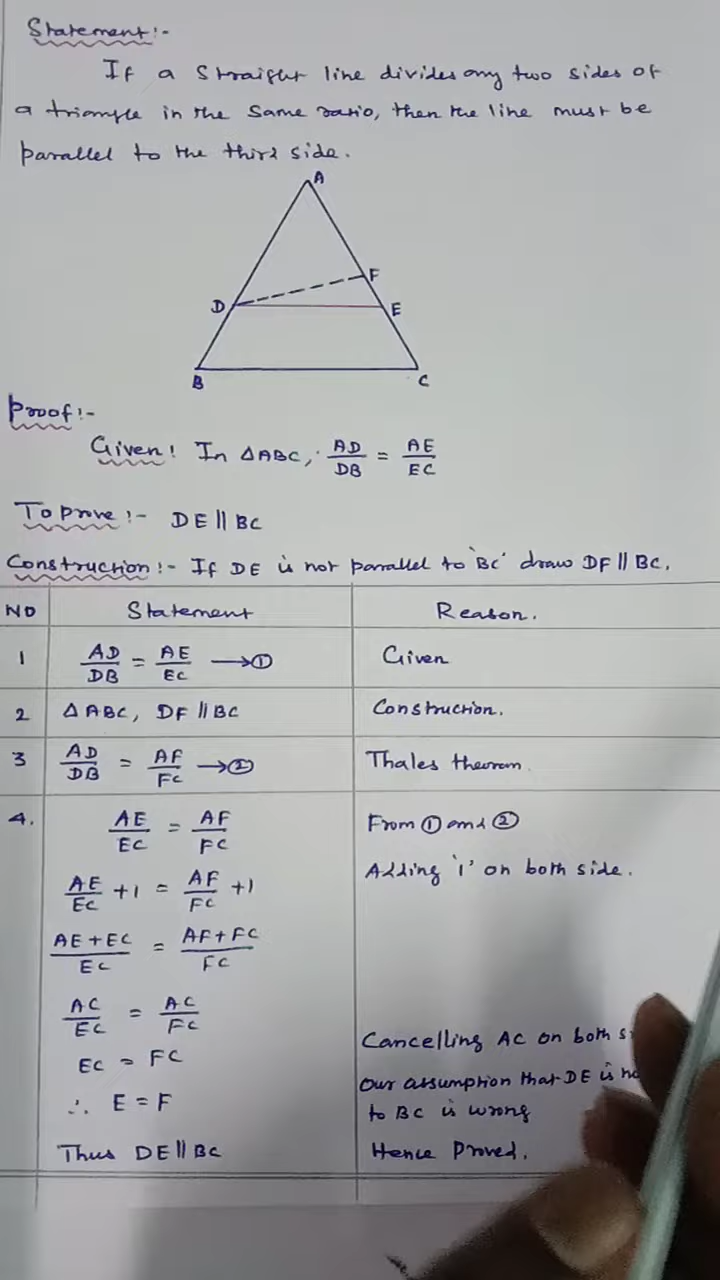 Statement:-
If a Straight line divides any two sides of
a triangle in the same ratio, then the line must be
parallel to the third side.
A
F
D
E
B
C
Proof:-
Given: In ΔABC, AD/DB = AE/EC
To prove:- DE || BC
Construction:- If DE is not parallel to 'BC' draw DF || BC.
NO Statement Reason.
1 AD/DB = AE/EC → ① Given
2 ΔABC, DF || BC Construction.
3 AD/DB = AF/FC → ② Thales theorem.
4. AE/EC = AF/FC From ① and ②
AE/EC + 1 = AF/FC + 1 Adding '1' on both side.
AE+EC/EC = AF+FC/FC
AC/EC = AC/FC Cancelling AC on both
EC = FC Our assumption that DE is
∴ E = F to BC is wrong
Thus DE || BC Hence Proved.